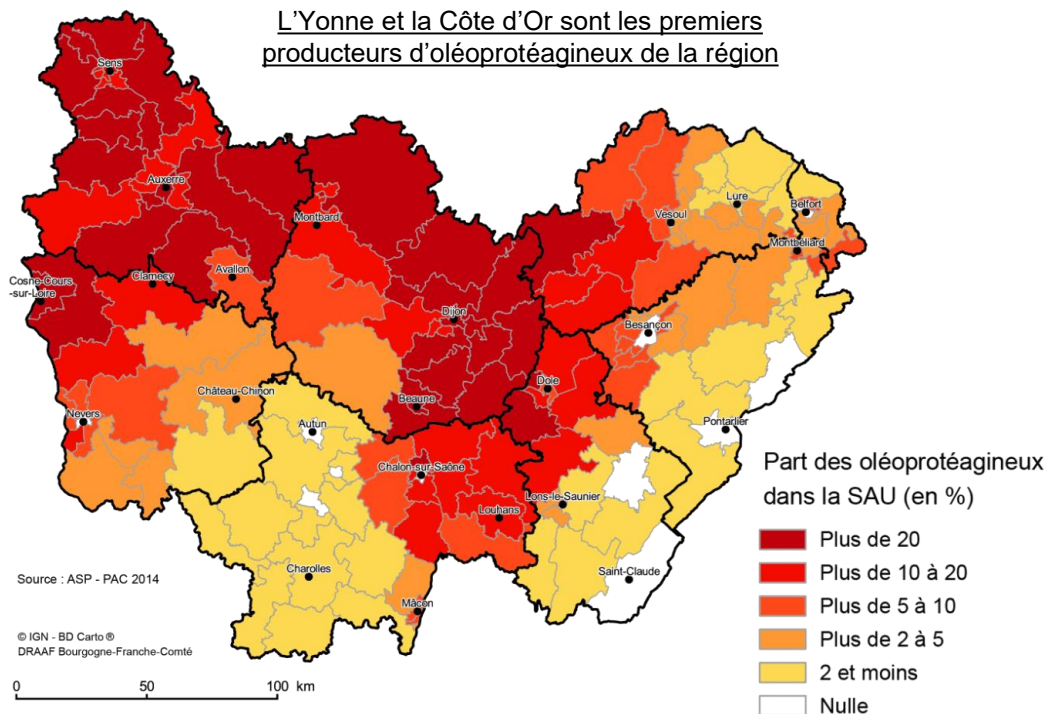 L'Yonne et la Côte d'Or sont les premiers
producteurs d'oléoprotéagineux de la région
Sens
Auxerre
Montbard
Lure
Belfort
Vesoul
Montbéliard
Avallon
Clamecy
Cosne-Cours
-sur-Loire
Dijon
Besançon
Château-Chinon
Dole
Beaune
Nevers
Autun
Pontarlier
Chalon-sur-Saône
Lons-le-Saunier
Louhans
Charolles
Saint-Claude
Mâcon
Part des oléoprotéagineux
dans la SAU (en %)
Plus de 20
Plus de 10 à 20
Plus de 5 à 10
Plus de 2 à 5
2 et moins
Nulle
Source : ASP - PAC 2014
© IGN - BD Carto ®
DRAAF Bourgogne-Franche-Comté
0 50 100 km